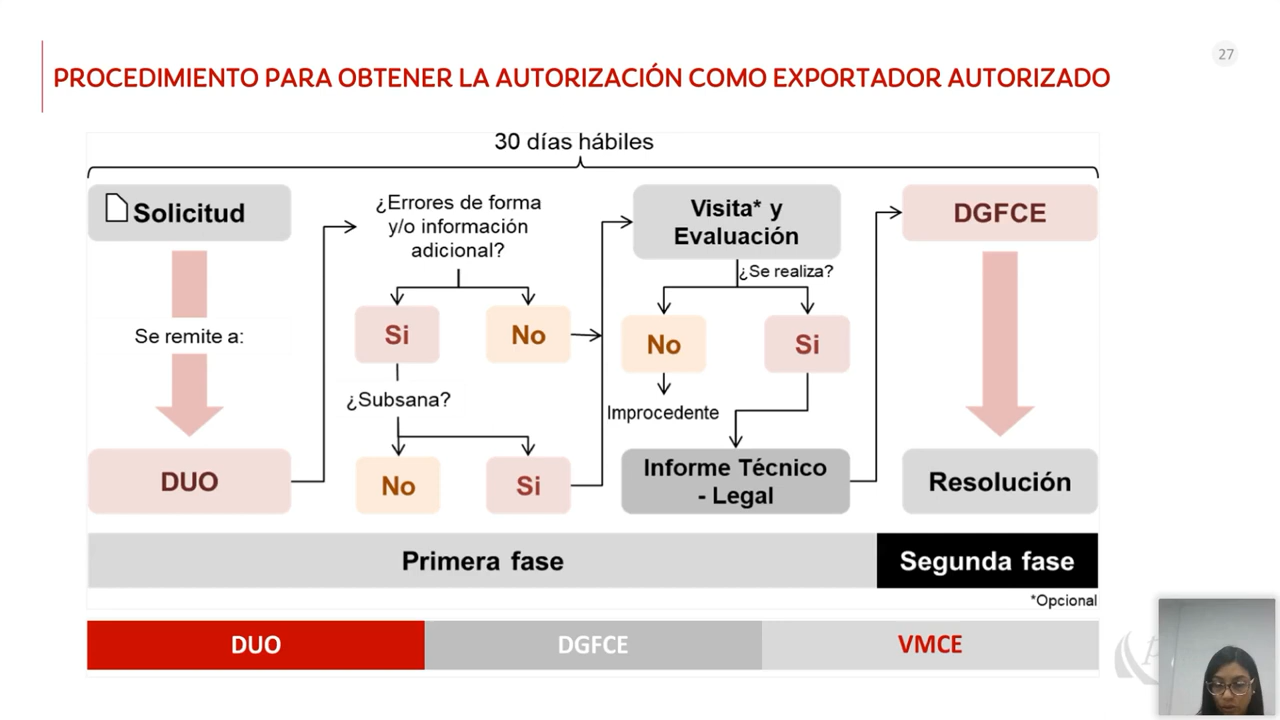 27
PROCEDIMIENTO PARA OBTENER LA AUTORIZACIÓN COMO EXPORTADOR AUTORIZADO
30 días hábiles
Solicitud
Se remite a:
DUO
¿Errores de forma
y/o información
adicional?
Si
No
¿Subsana?
No
Si
Visita* y
Evaluación
¿Se realiza?
No
Si
Improcedente
Informe Técnico
- Legal
DGFCE
Resolución
Primera fase
Segunda fase
*Opcional
DUO
DGFCE
VMCE